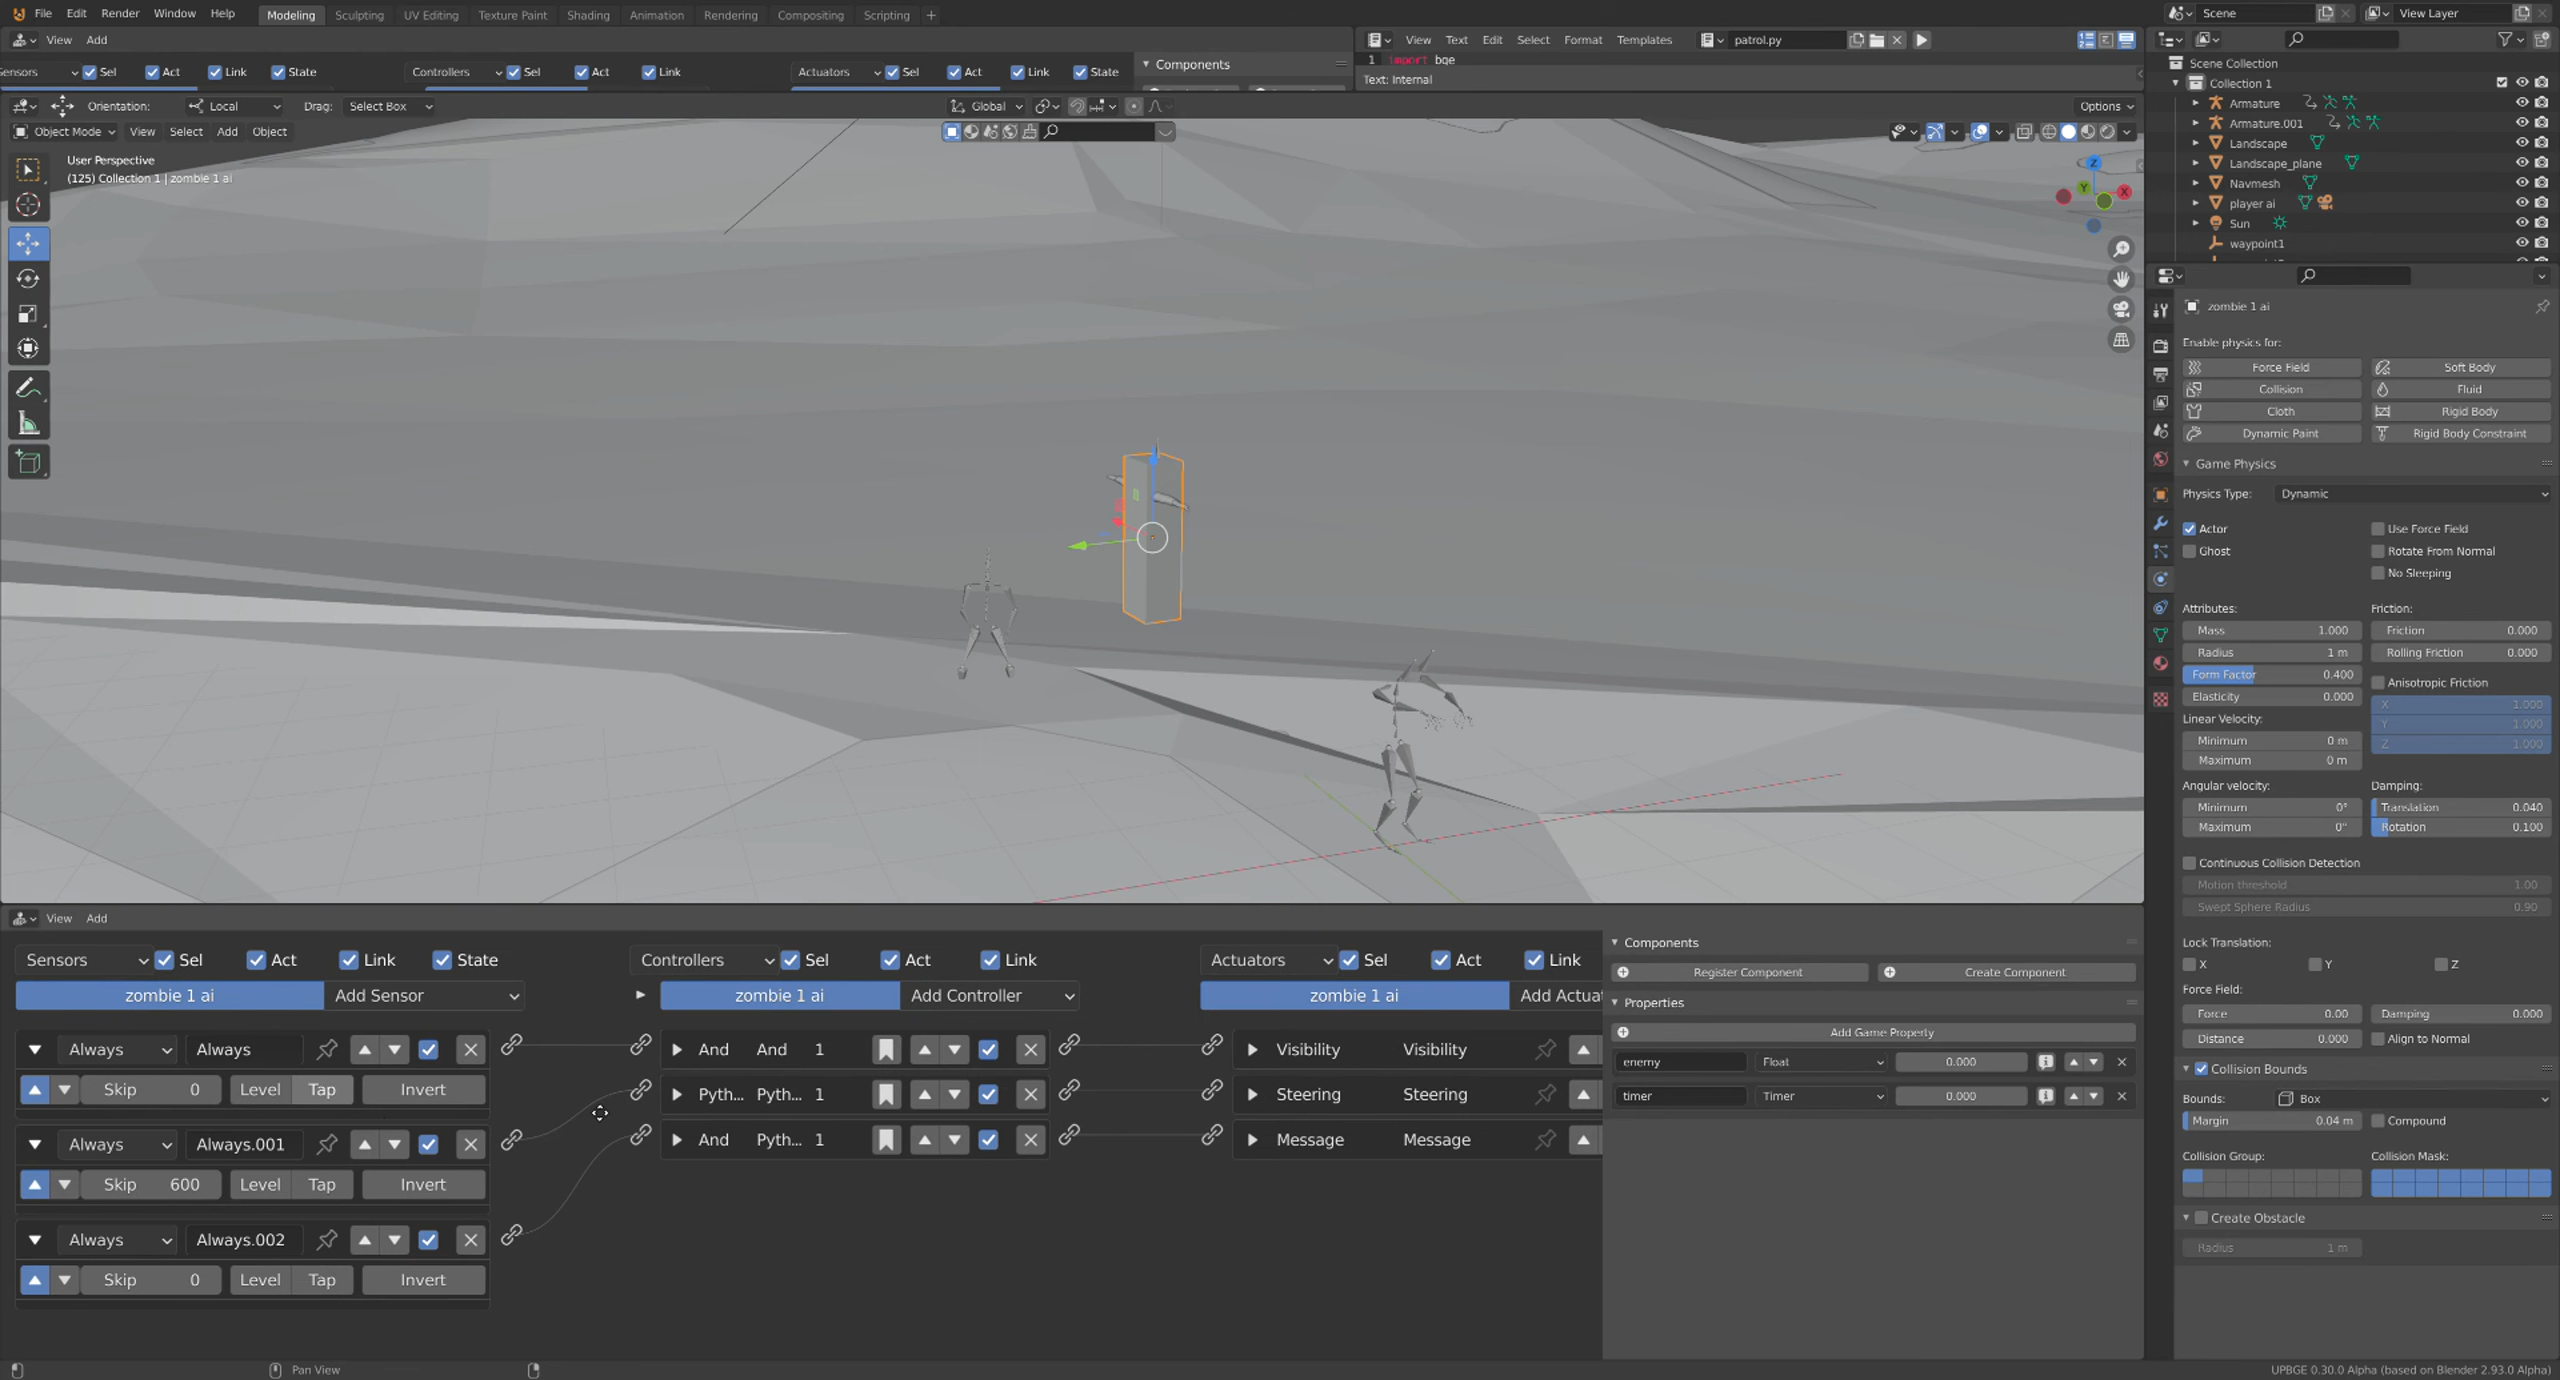 File Edit Render Window Help Modeling Sculpting UV Editing Texture Paint Shading Animation Rendering Compositing Scripting + Scene View Layer
View Add View Text Edit Select Format Templates patrol.py
ensors Sel Act Link State Controllers Sel Act Link Actuators Sel Act Link State Components 1 import bge
Text: Internal
Orientation: Local Drag: Select Box Global Options
Object Mode View Select Add Object
User Perspective
(125) Collection 1 | zombie 1 ai
Z
Y
X
Scene Collection
Collection 1
Armature
Armature.001
Landscape
Landscape_plane
Navmesh
player ai
Sun
waypoint1
zombie 1 ai
Enable physics for:
Force Field Soft Body
Collision Fluid
Cloth Rigid Body
Dynamic Paint Rigid Body Constraint
Game Physics
Physics Type: Dynamic
Actor Use Force Field
Ghost Rotate From Normal
No Sleeping
Attributes: Friction:
Mass 1.000 Friction 0.000
Radius 1 m Rolling Friction 0.000
Form Factor 0.400 Anisotropic Friction
Elasticity 0.000 X 1.000
Linear Velocity: Y 1.000
Minimum 0 m Z 1.000
Maximum 0 m
Angular velocity: Damping:
Minimum 0° Translation 0.040
Maximum 0° Rotation 0.100
Continuous Collision Detection
Motion threshold 1.00
Swept Sphere Radius 0.90
Lock Translation:
X Y Z
Force Field:
Force 0.00 Damping 0.000
Distance 0.000 Align to Normal
Collision Bounds
Bounds: Box
Margin 0.04 m Compound
Collision Group: Collision Mask:
Create Obstacle
Radius 1 m
View Add
Sensors Sel Act Link State Controllers Sel Act Link Actuators Sel Act Link Components
Register Component Create Component
zombie 1 ai Add Sensor zombie 1 ai Add Controller zombie 1 ai Add Actuat Properties
Add Game Property
Always Always And And 1 Visibility Visibility enemy Float 0.000
Skip 0 Level Tap Invert Pyth... Pyth... 1 Steering Steering timer Timer 0.000
Always Always.001 And Pyth... 1 Message Message
Skip 600 Level Tap Invert
Always Always.002
Skip 0 Level Tap Invert
Pan View UPBGE 0.30.0 Alpha (based on Blender 2.93.0 Alpha)